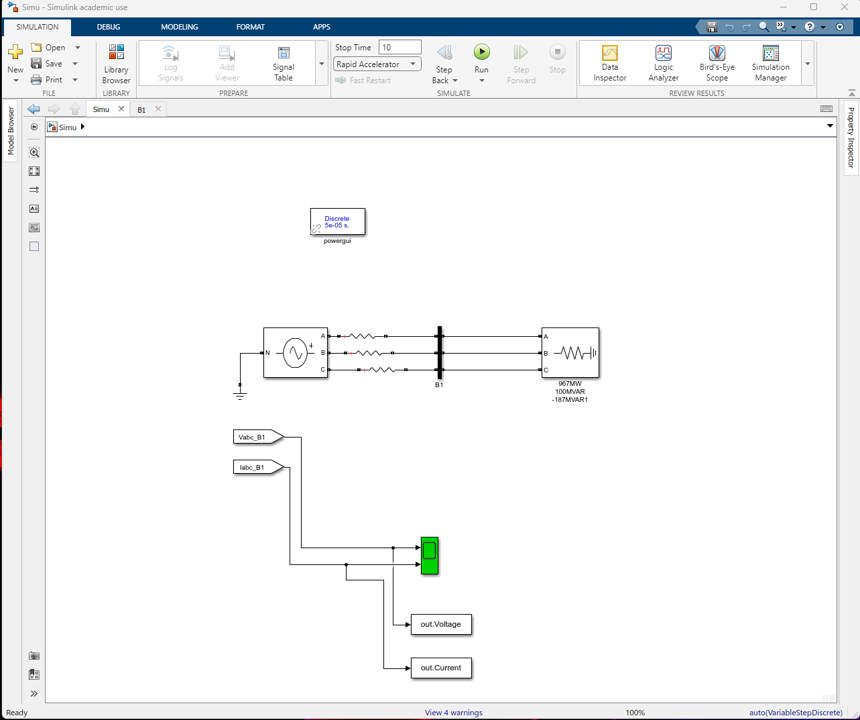 Simu - Simulink academic use
SIMULATION DEBUG MODELING FORMAT APPS
New
Open
Save
Print
FILE
Library
Browser
LIBRARY
Log
Signals
Add
Viewer
Signal
Table
PREPARE
Stop Time 10
Rapid Accelerator
Fast Restart
Step
Back
Run
Step
Forward
Stop
SIMULATE
Data
Inspector
Logic
Analyzer
Bird's-Eye
Scope
Simulation
Manager
REVIEW RESULTS
Model Browser
Simu B1
Simu
Property Inspector
Discrete
5e-05 s.
powergui
N
A
B
C
+
B1
A
B
C
967MW
100MVAR
-187MVAR1
Vabc_B1
Iabc_B1
out.Voltage
out.Current
Ready View 4 warnings 100% auto(VariableStepDiscrete)